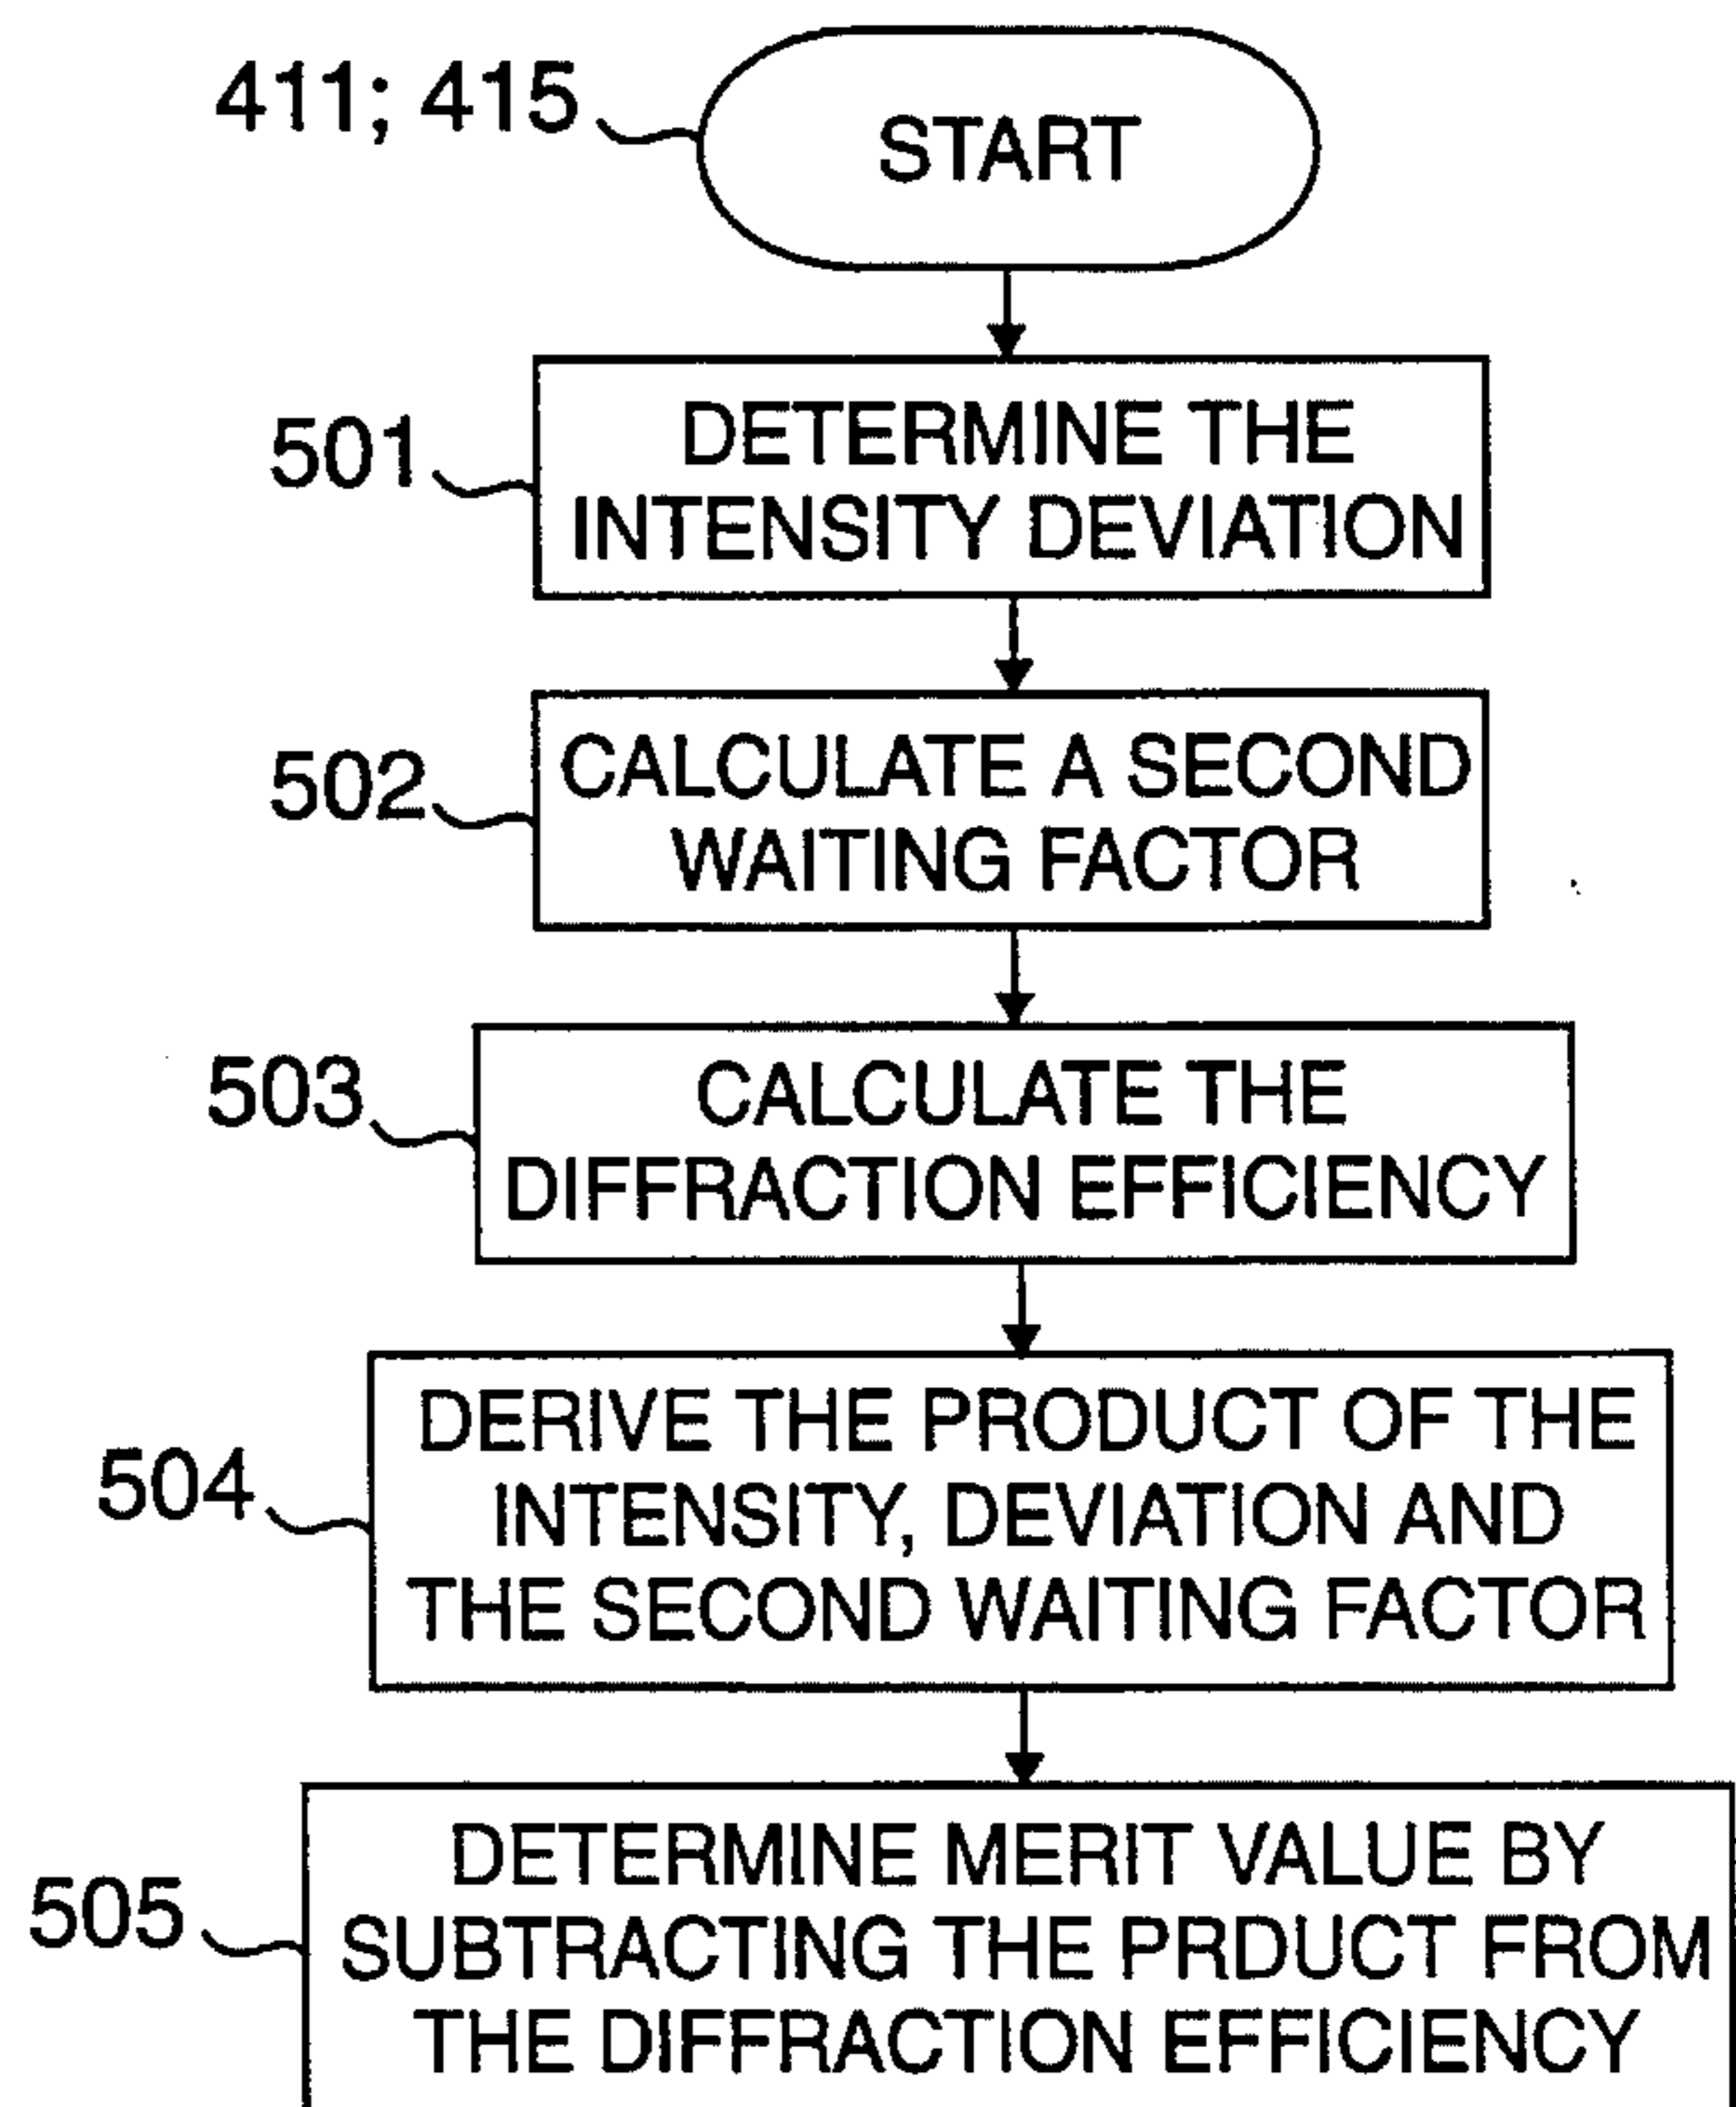 411; 415
START
501
DETERMINE THE
INTENSITY DEVIATION
502
CALCULATE A SECOND
WAITING FACTOR
503
CALCULATE THE
DIFFRACTION EFFICIENCY
504
DERIVE THE PRODUCT OF THE
INTENSITY, DEVIATION AND
THE SECOND WAITING FACTOR
505
DETERMINE MERIT VALUE BY
SUBTRACTING THE PRDUCT FROM
THE DIFFRACTION EFFICIENCY